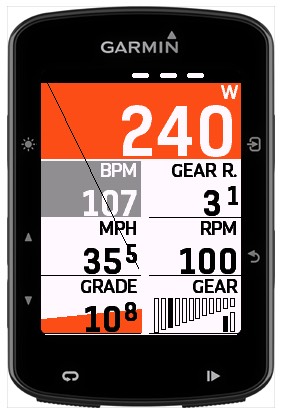 GARMIN
W
240
BPM GEAR R.
107 3 1
MPH RPM
35 5 100
GRADE GEAR
10 8